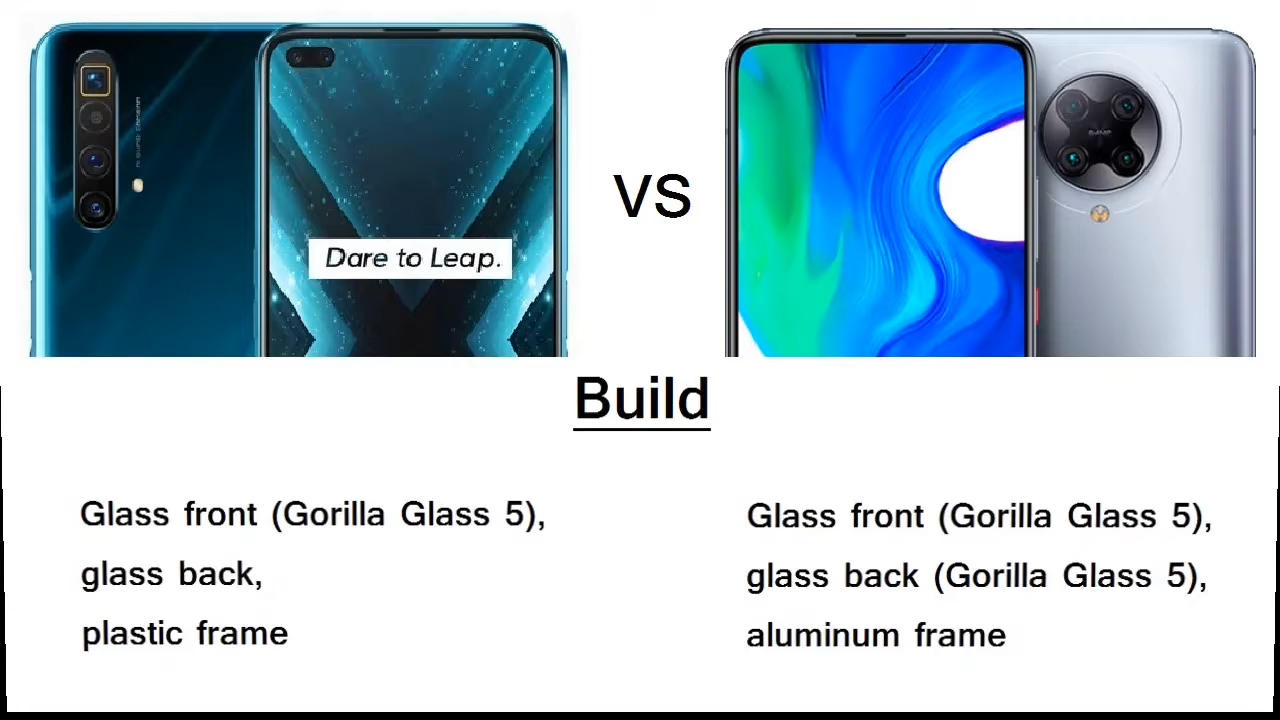 Dare to Leap.
VS
64MP
Build
Glass front (Gorilla Glass 5),
glass back,
plastic frame
Glass front (Gorilla Glass 5),
glass back (Gorilla Glass 5),
aluminum frame